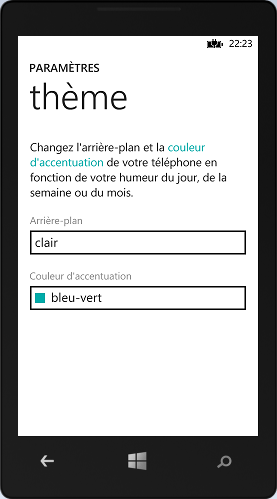 22:23
PARAMÈTRES
thème
Changez l'arrière-plan et la couleur
d'accentuation de votre téléphone en
fonction de votre humeur du jour, de la
semaine ou du mois.
Arrière-plan
clair
Couleur d'accentuation
bleu-vert